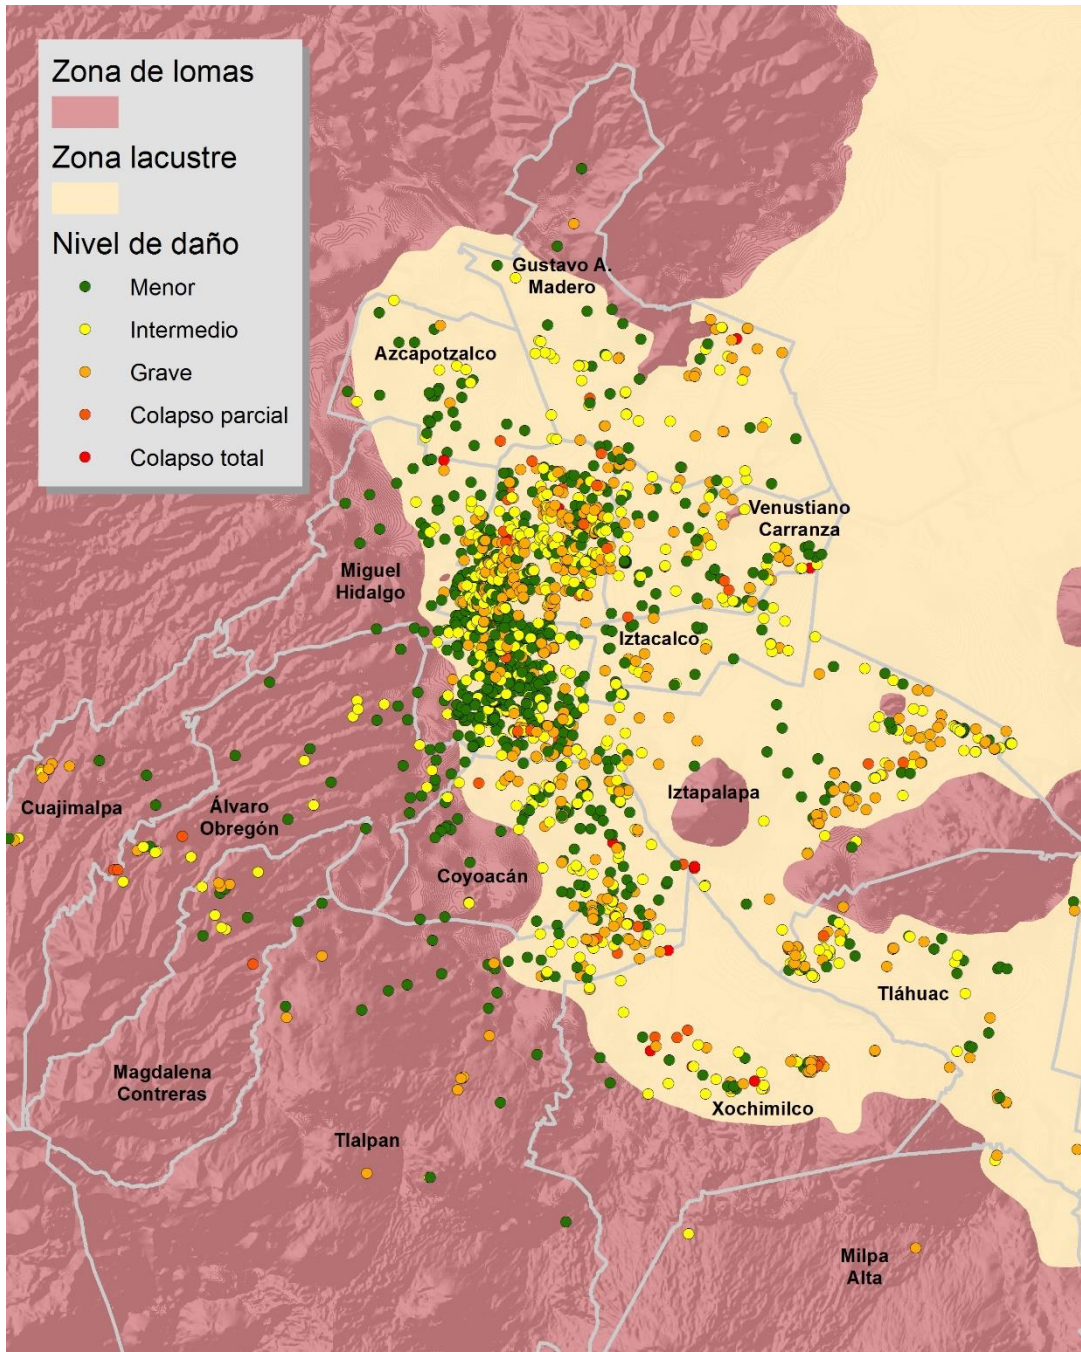 Zona de lomas
Zona lacustre
Nivel de daño
Menor
Intermedio
Grave
Colapso parcial
Colapso total
Gustavo A.
Madero
Azcapotzalco
Venustiano
Carranza
Miguel
Hidalgo
Iztacalco
Cuajimalpa
Álvaro
Obregón
Iztapalapa
Coyoacán
Tláhuac
Magdalena
Contreras
Xochimilco
Tlalpan
Milpa
Alta